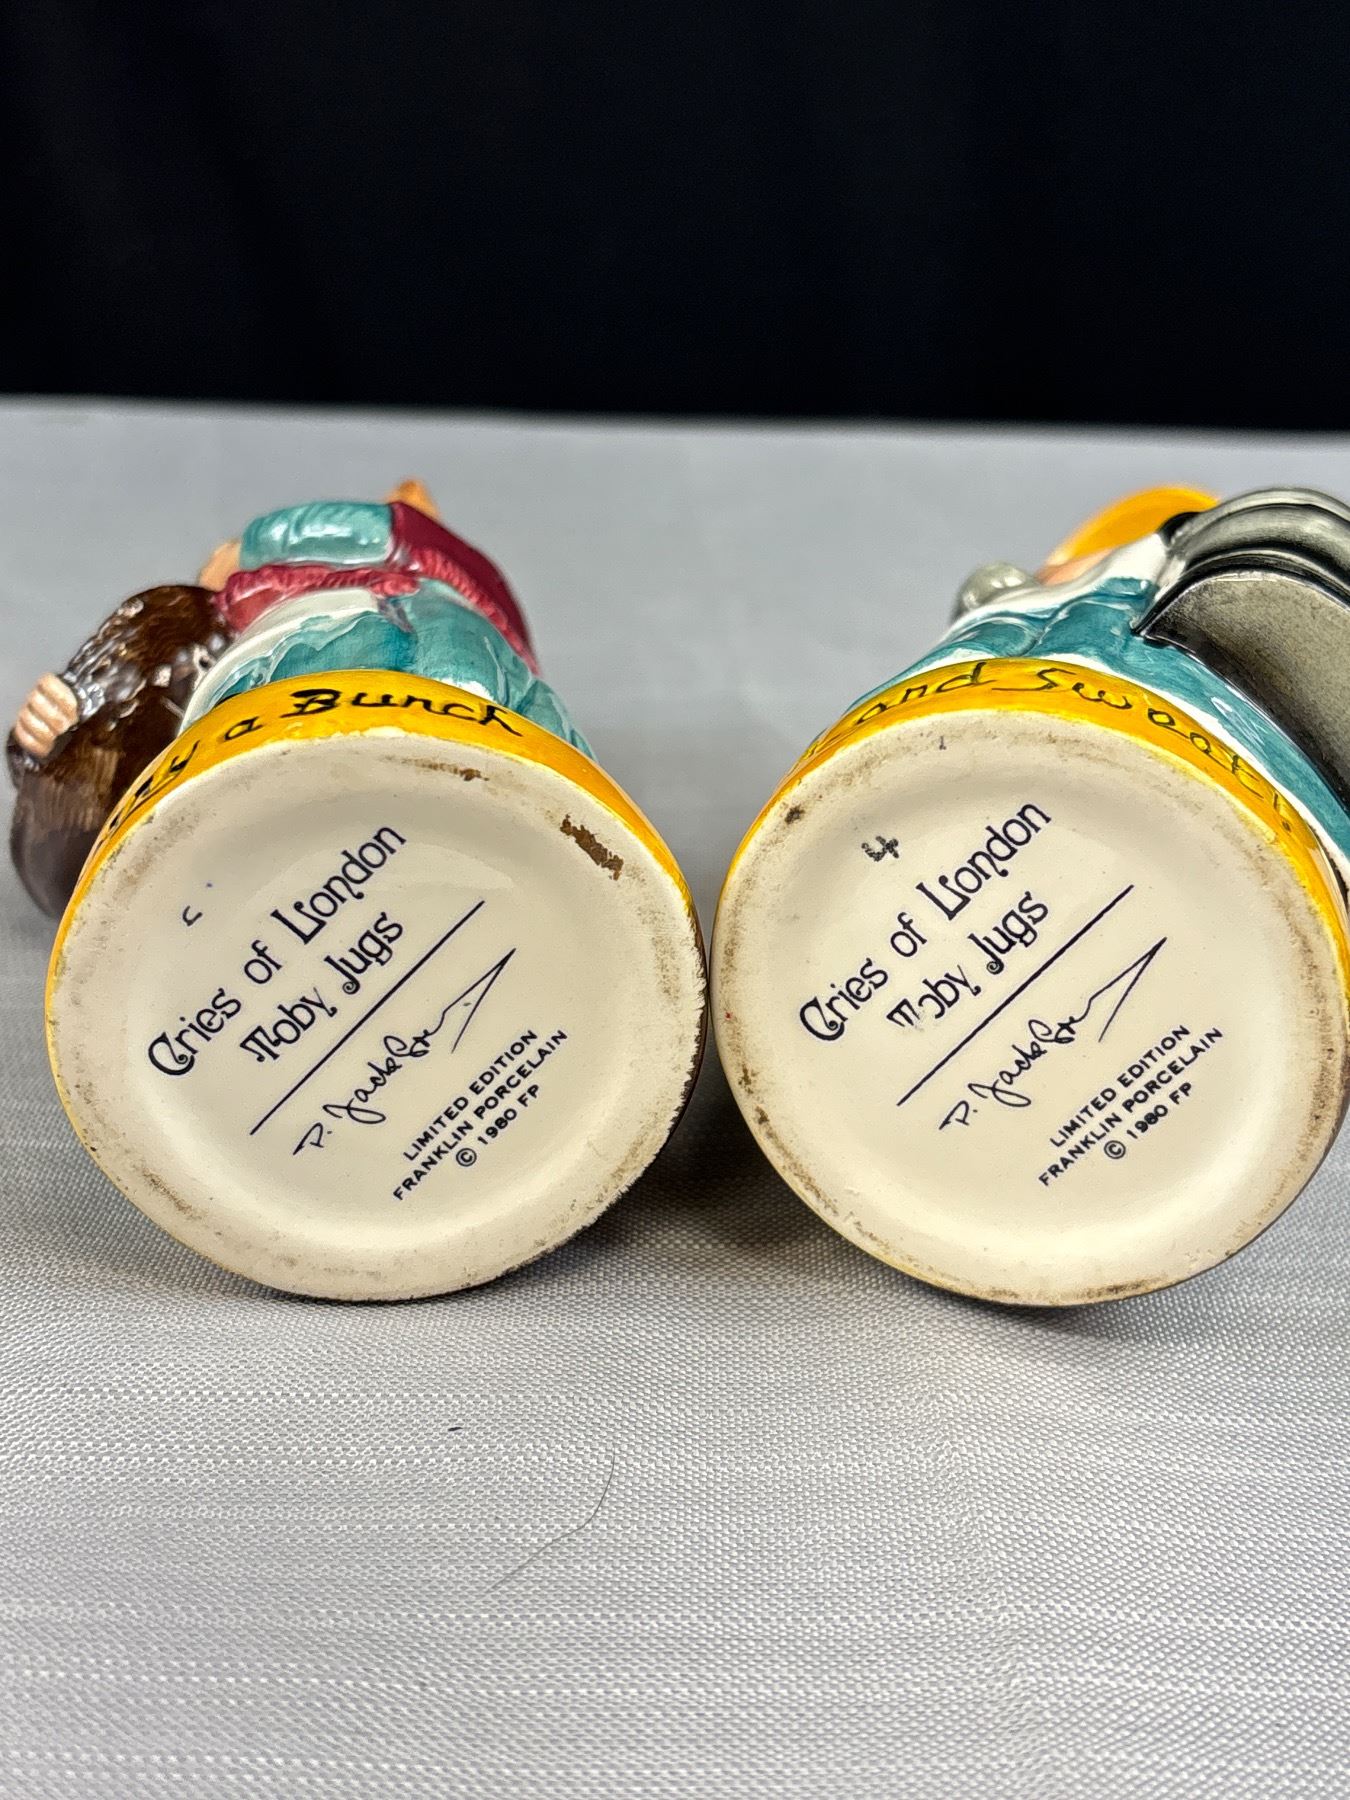 a Bunch
Cries of London
Toby Jugs
LIMITED EDITION
FRANKLIN PORCELAIN
© 1980 FP
and Sweet
4
Cries of London
Toby Jugs
LIMITED EDITION
FRANKLIN PORCELAIN
© 1980 FP